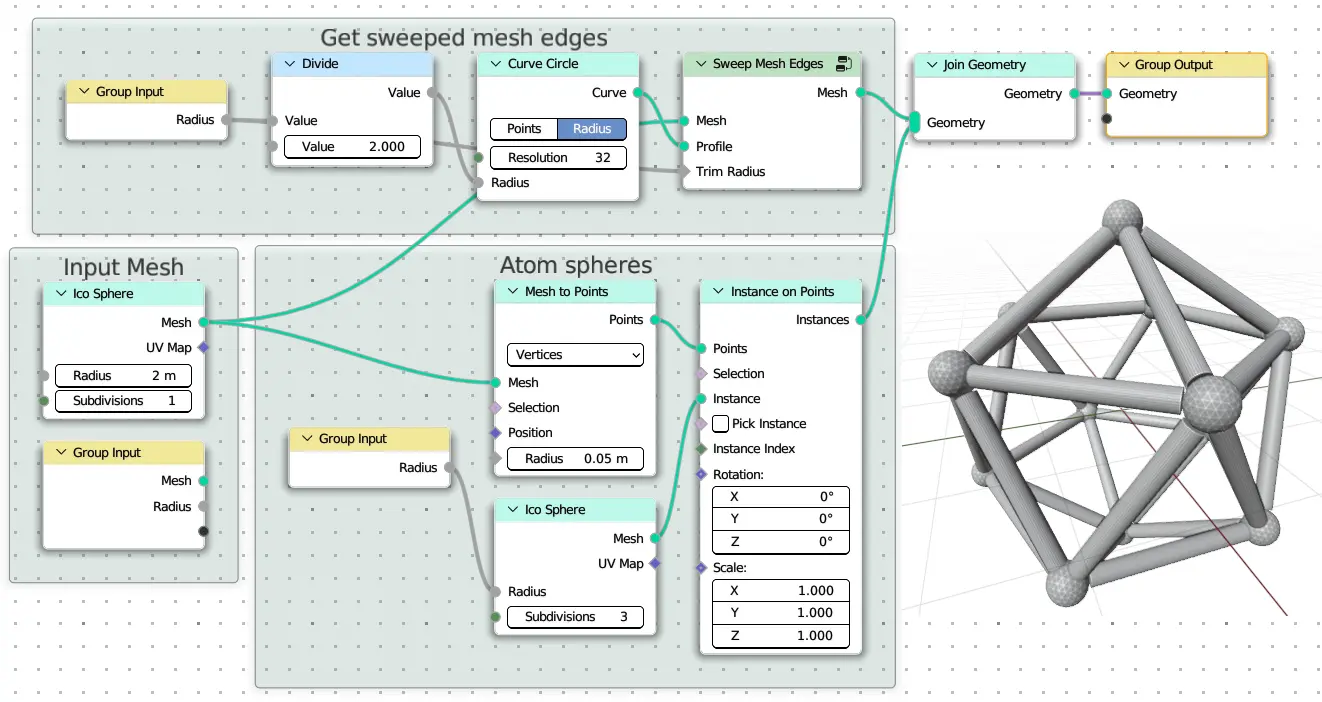 Get sweeped mesh edges
Group Input
Radius
Divide
Value
Value
Value 2.000
Curve Circle
Curve
Points Radius
Resolution 32
Radius
Sweep Mesh Edges
Mesh
Mesh
Profile
Trim Radius
Join Geometry
Geometry
Geometry
Group Output
Geometry
Input Mesh
Ico Sphere
Mesh
UV Map
Radius 2 m
Subdivisions 1
Group Input
Mesh
Radius
Atom spheres
Group Input
Radius
Mesh to Points
Points
Vertices
Mesh
Selection
Position
Radius 0.05 m
Ico Sphere
Mesh
UV Map
Radius
Subdivisions 3
Instance on Points
Instances
Points
Selection
Instance
Pick Instance
Instance Index
Rotation:
X 0°
Y 0°
Z 0°
Scale:
X 1.000
Y 1.000
Z 1.000